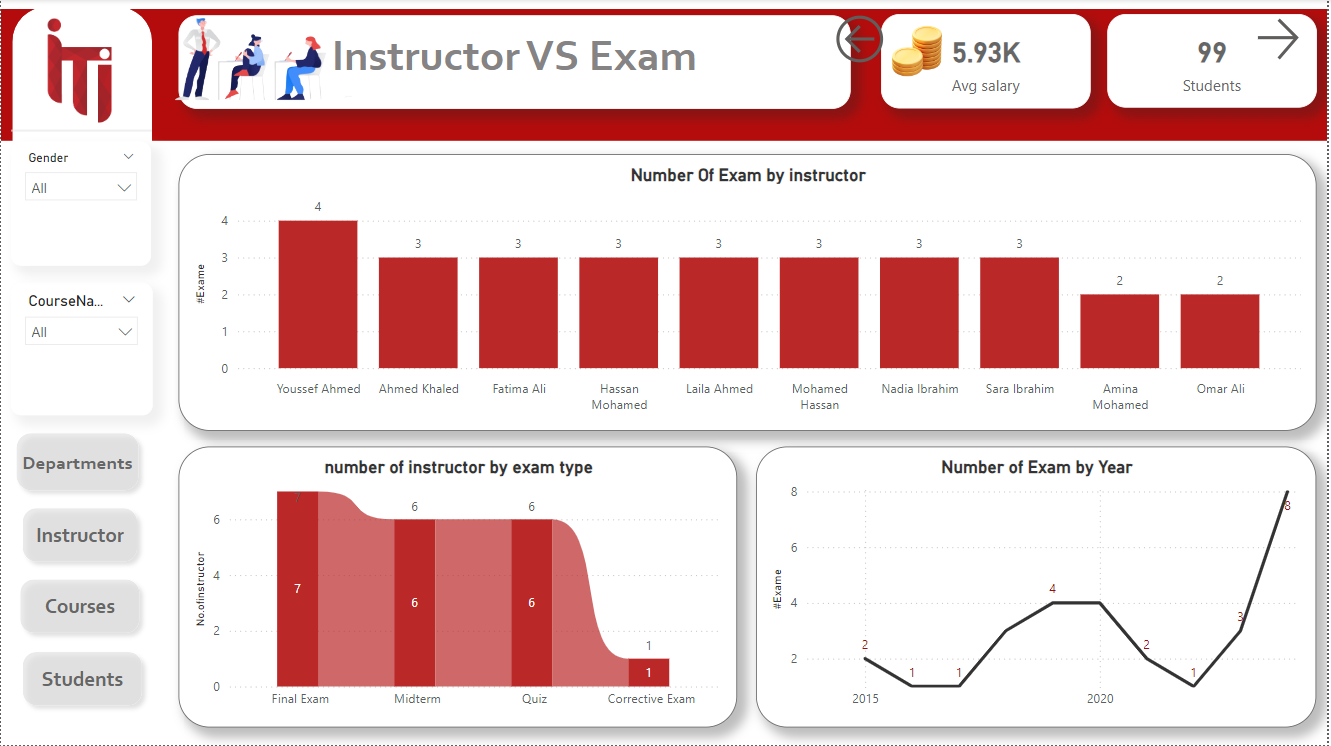 iTi
Instructor VS Exam
5.93K
Avg salary
99
Students
Gender
All
CourseNa...
All
Departments
Instructor
Courses
Students
Number Of Exam by instructor
#Exame
4
3
2
1
0
4
3
3
3
3
3
3
3
2
2
Youssef Ahmed
Ahmed Khaled
Fatima Ali
Hassan
Mohamed
Laila Ahmed
Mohamed
Hassan
Nadia Ibrahim
Sara Ibrahim
Amina
Mohamed
Omar Ali
number of instructor by exam type
No.ofinstructor
6
4
2
0
7
6
6
1
7
6
6
1
Final Exam
Midterm
Quiz
Corrective Exam
Number of Exam by Year
#Exame
8
6
4
2
2
1
1
4
2
1
3
8
2015
2020